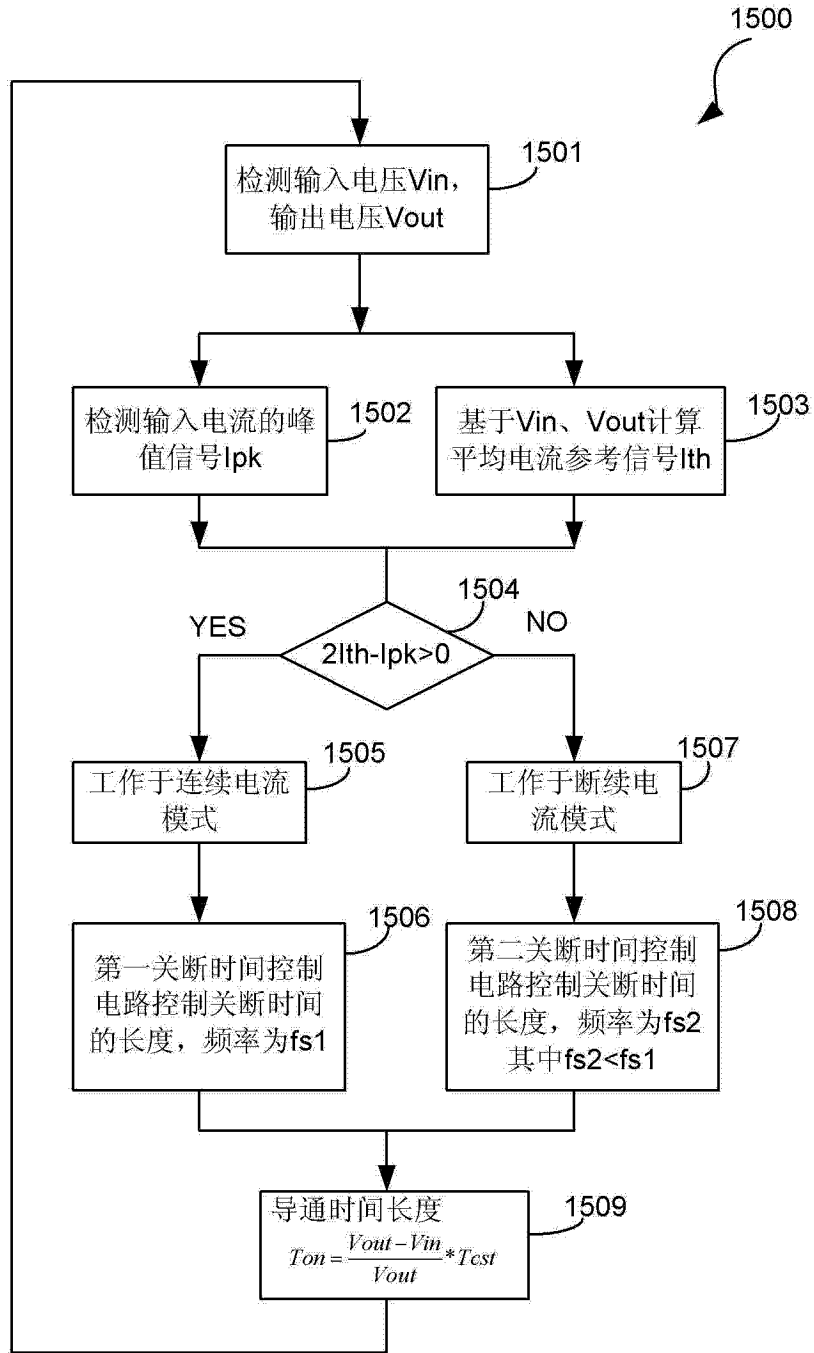 1500
1501
检测输入电压Vin，
输出电压Vout
1502
检测输入电流的峰
值信号Ipk
1503
基于Vin、Vout计算
平均电流参考信号Ith
1504
YES
2Ith-Ipk>0
NO
1505
工作于连续电流
模式
1507
工作于断续电
流模式
1506
第一关断时间控制
电路控制关断时间
的长度，频率为fs1
1508
第二关断时间控制
电路控制关断时间
的长度，频率为fs2
其中fs2<fs1
1509
导通时间长度
Ton = (Vout−Vin)/Vout * Tcst